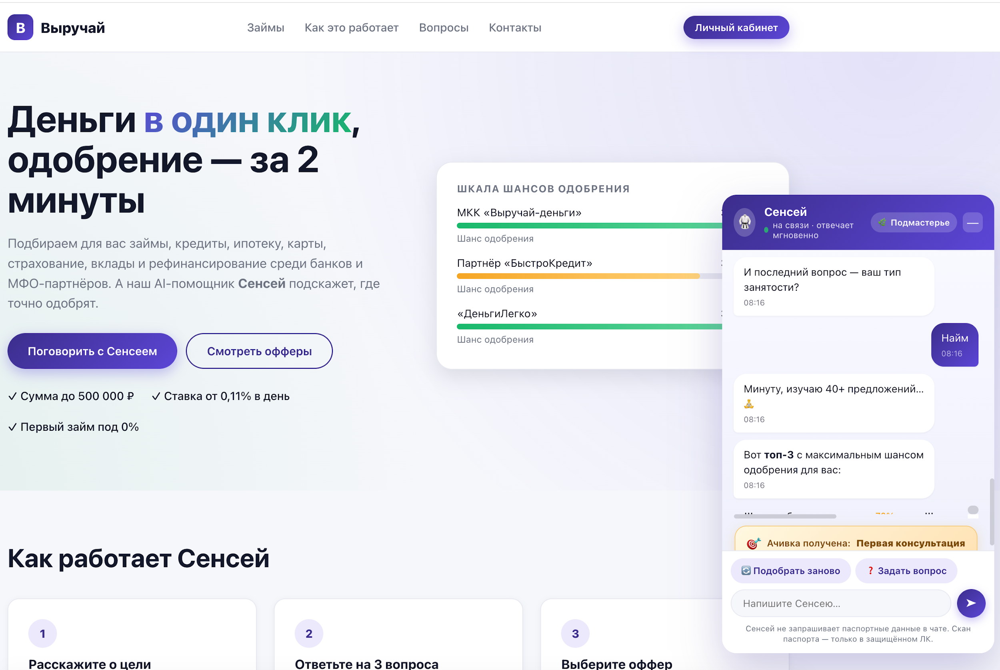 В Выручай
Займы Как это работает Вопросы Контакты
Личный кабинет
Деньги в один клик,
одобрение — за 2
минуты
Подбираем для вас займы, кредиты, ипотеку, карты,
страхование, вклады и рефинансирование среди банков и
МФО-партнёров. А наш AI-помощник Сенсей подскажет, где
точно одобрят.
Поговорить с Сенсеем Смотреть офферы
✓ Сумма до 500 000 ₽ ✓ Ставка от 0,11% в день
✓ Первый займ под 0%
ШКАЛА ШАНСОВ ОДОБРЕНИЯ
МКК «Выручай-деньги»
Шанс одобрения
Партнёр «БыстроКредит»
Шанс одобрения
«ДеньгиЛегко»
Шанс одобрения
Сенсей
на связи · отвечает
мгновенно
Подмастерье
И последний вопрос — ваш тип
занятости?
08:16
Найм
08:16
Минуту, изучаю 40+ предложений...
08:16
Вот топ-3 с максимальным шансом
одобрения для вас:
08:16
Ачивка получена: Первая консультация
Подобрать заново ❓ Задать вопрос
Напишите Сенсею...
Сенсей не запрашивает паспортные данные в чате. Скан
паспорта — только в защищённом ЛК.
Как работает Сенсей
1
Расскажите о цели
2
Ответьте на 3 вопроса
3
Выберите оффер